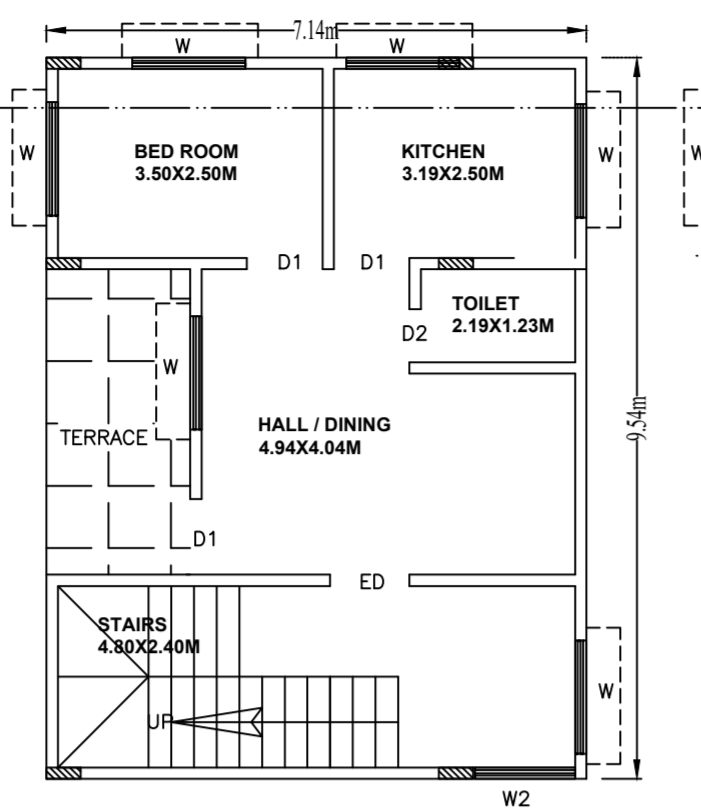 7.14m
W
W
W
BED ROOM
3.50X2.50M
KITCHEN
3.19X2.50M
W
W
D1
D1
TOILET
2.19X1.23M
D2
W
HALL / DINING
4.94X4.04M
TERRACE
9.54m
D1
ED
STAIRS
4.80X2.40M
UP
W
W2